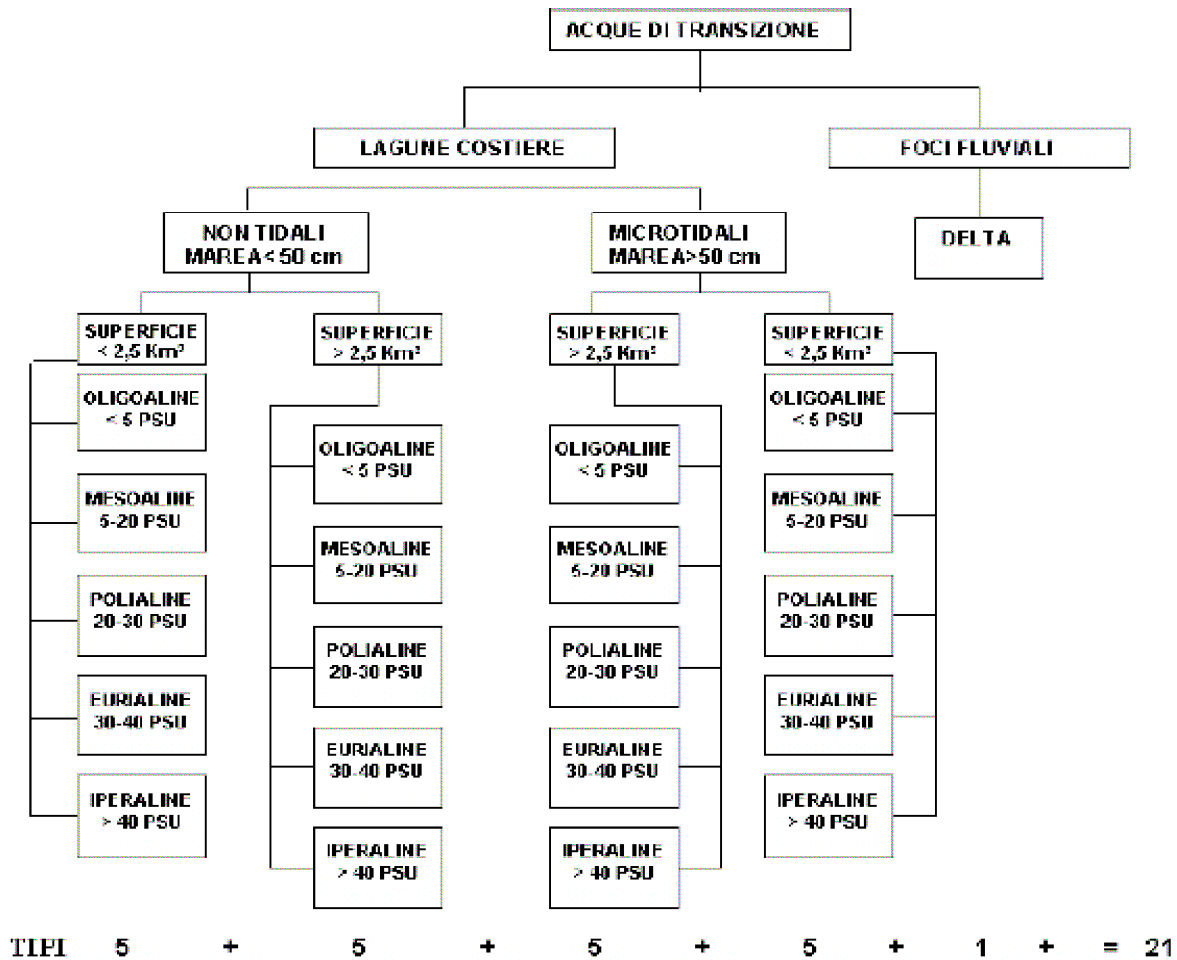 ACQUE DI TRANSIZIONE
LAGUNE COSTIERE
FOCI FLUVIALI
NON TIDALI
MAREA< 50 cm
MICROTIDALI
MAREA>50 cm
DELTA
SUPERFICIE
< 2,5 Km²
SUPERFICIE
> 2,5 Km²
SUPERFICIE
> 2,5 Km²
SUPERFICIE
< 2,5 Km²
OLIGOALINE
< 5 PSU
MESOALINE
5-20 PSU
POLIALINE
20-30 PSU
EURIALINE
30-40 PSU
IPERALINE
> 40 PSU
OLIGOALINE
< 5 PSU
MESOALINE
5-20 PSU
POLIALINE
20-30 PSU
EURIALINE
30-40 PSU
IPERALINE
> 40 PSU
OLIGOALINE
< 5 PSU
MESOALINE
5-20 PSU
POLIALINE
20-30 PSU
EURIALINE
30-40 PSU
IPERALINE
> 40 PSU
OLIGOALINE
< 5 PSU
MESOALINE
5-20 PSU
POLIALINE
20-30 PSU
EURIALINE
30-40 PSU
IPERALINE
> 40 PSU
TIPI 5 + 5 + 5 + 5 + 1 + = 21